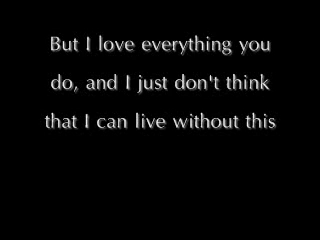 But I love everything you
do, and I just don't think
that I can live without this